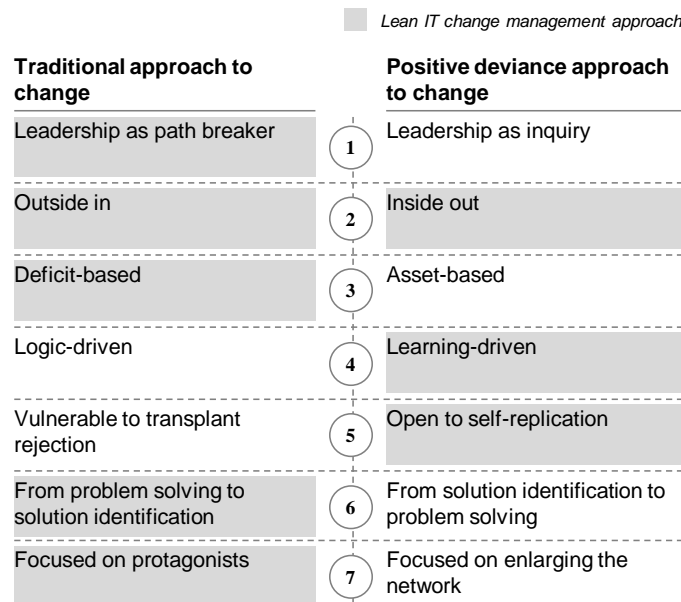 Lean IT change management approach
Traditional approach to
change
Positive deviance approach
to change
Leadership as path breaker
1
Leadership as inquiry
Outside in
2
Inside out
Deficit-based
3
Asset-based
Logic-driven
4
Learning-driven
Vulnerable to transplant
rejection
5
Open to self-replication
From problem solving to
solution identification
6
From solution identification to
problem solving
Focused on protagonists
7
Focused on enlarging the
network